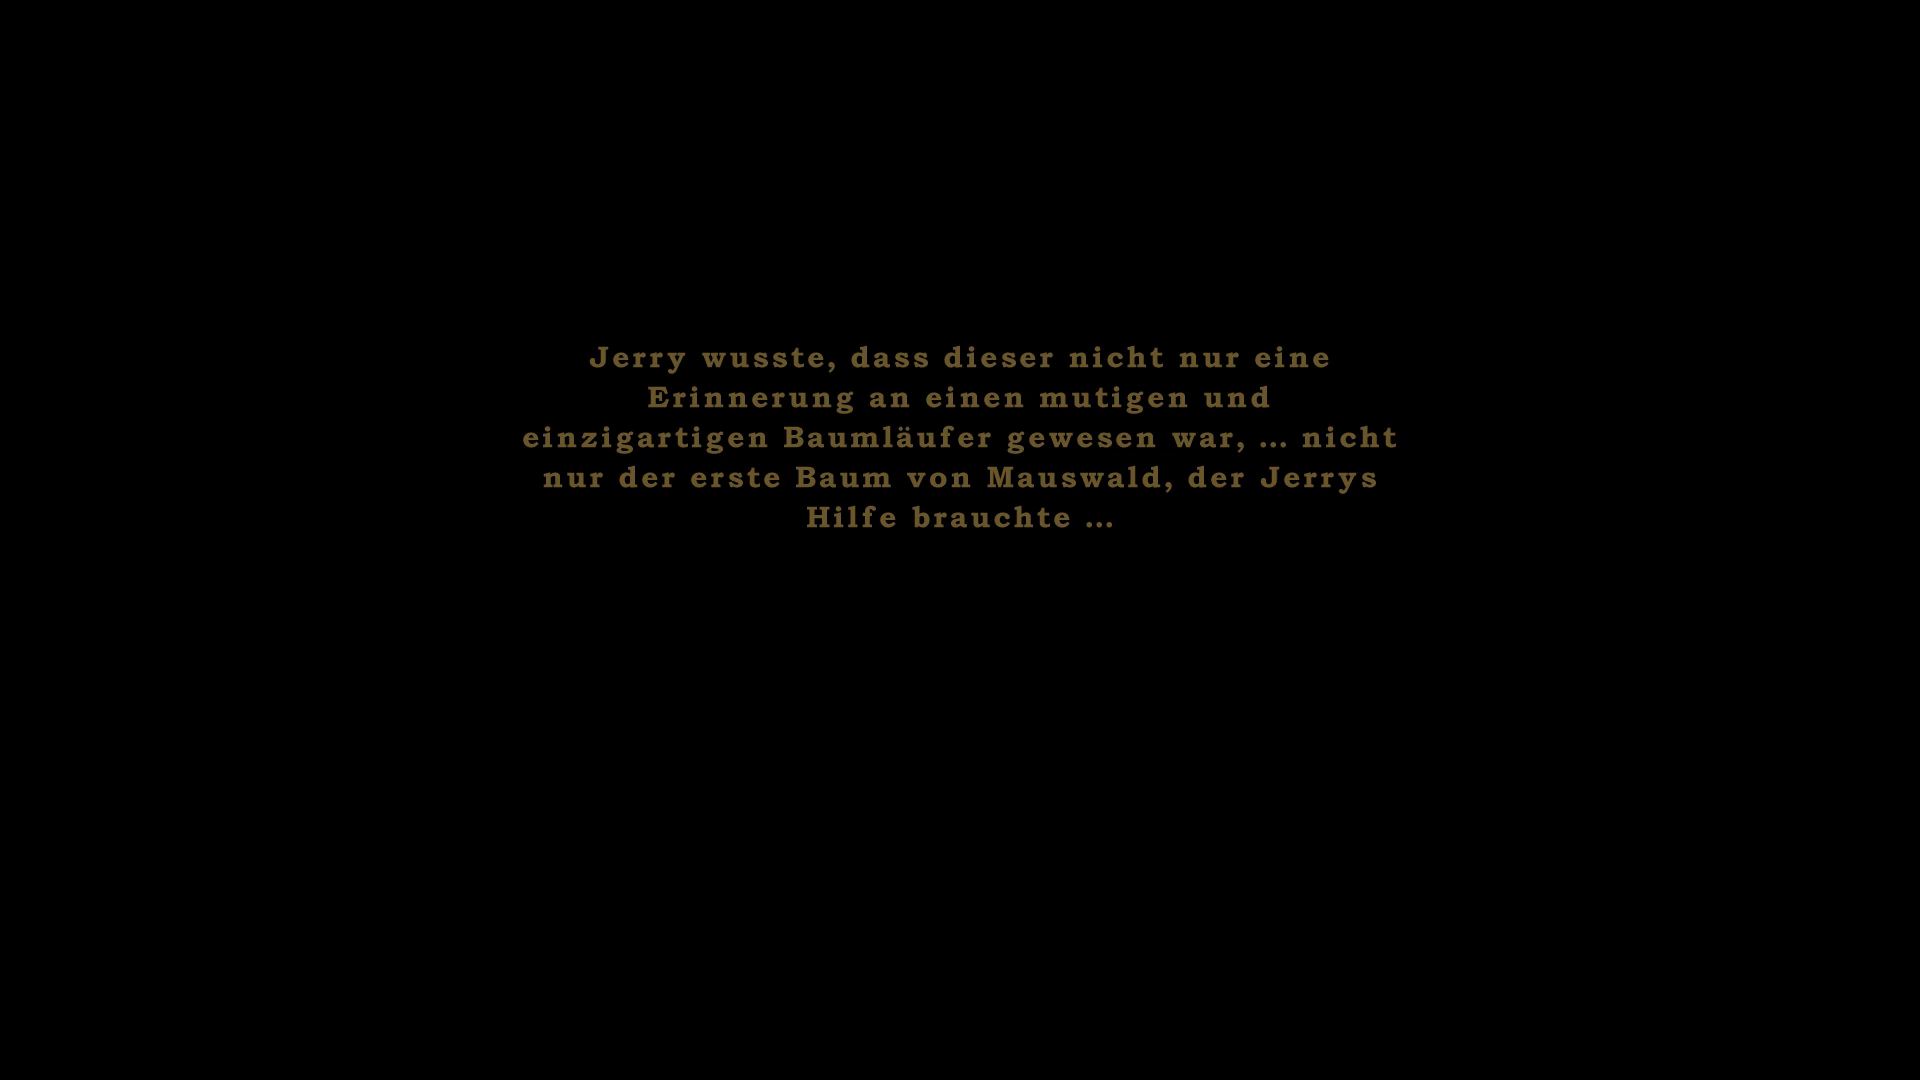 Jerry wusste, dass dieser nicht nur eine
Erinnerung an einen mutigen und
einzigartigen Baumläufer gewesen war, ... nicht
nur der erste Baum von Mauswald, der Jerrys
Hilfe brauchte ...